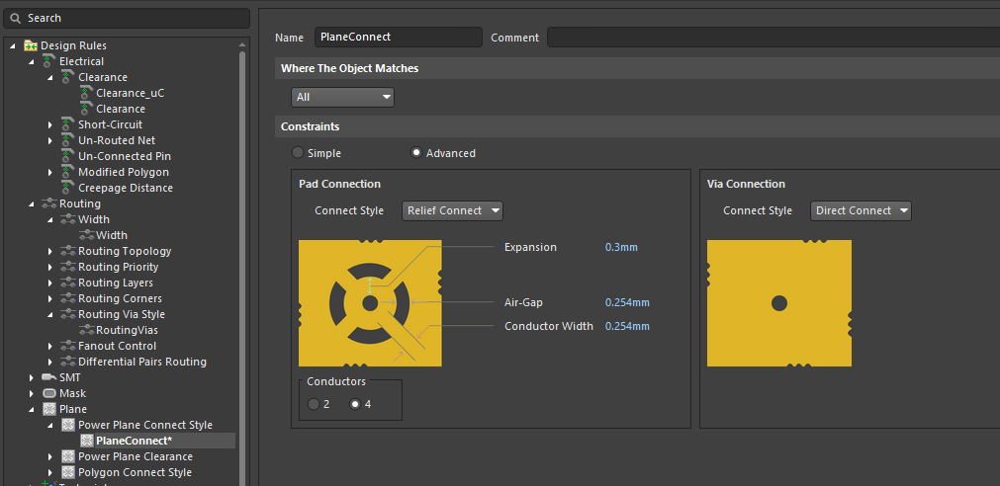 Search
Design Rules
Electrical
Clearance
Clearance_uC
Clearance
Short-Circuit
Un-Routed Net
Un-Connected Pin
Modified Polygon
Creepage Distance
Routing
Width
Width
Routing Topology
Routing Priority
Routing Layers
Routing Corners
Routing Via Style
RoutingVias
Fanout Control
Differential Pairs Routing
SMT
Mask
Plane
Power Plane Connect Style
PlaneConnect*
Power Plane Clearance
Polygon Connect Style
Name PlaneConnect Comment
Where The Object Matches
All
Constraints
Simple Advanced
Pad Connection
Connect Style Relief Connect
Expansion 0.3mm
Air-Gap 0.254mm
Conductor Width 0.254mm
Conductors
2 4
Via Connection
Connect Style Direct Connect